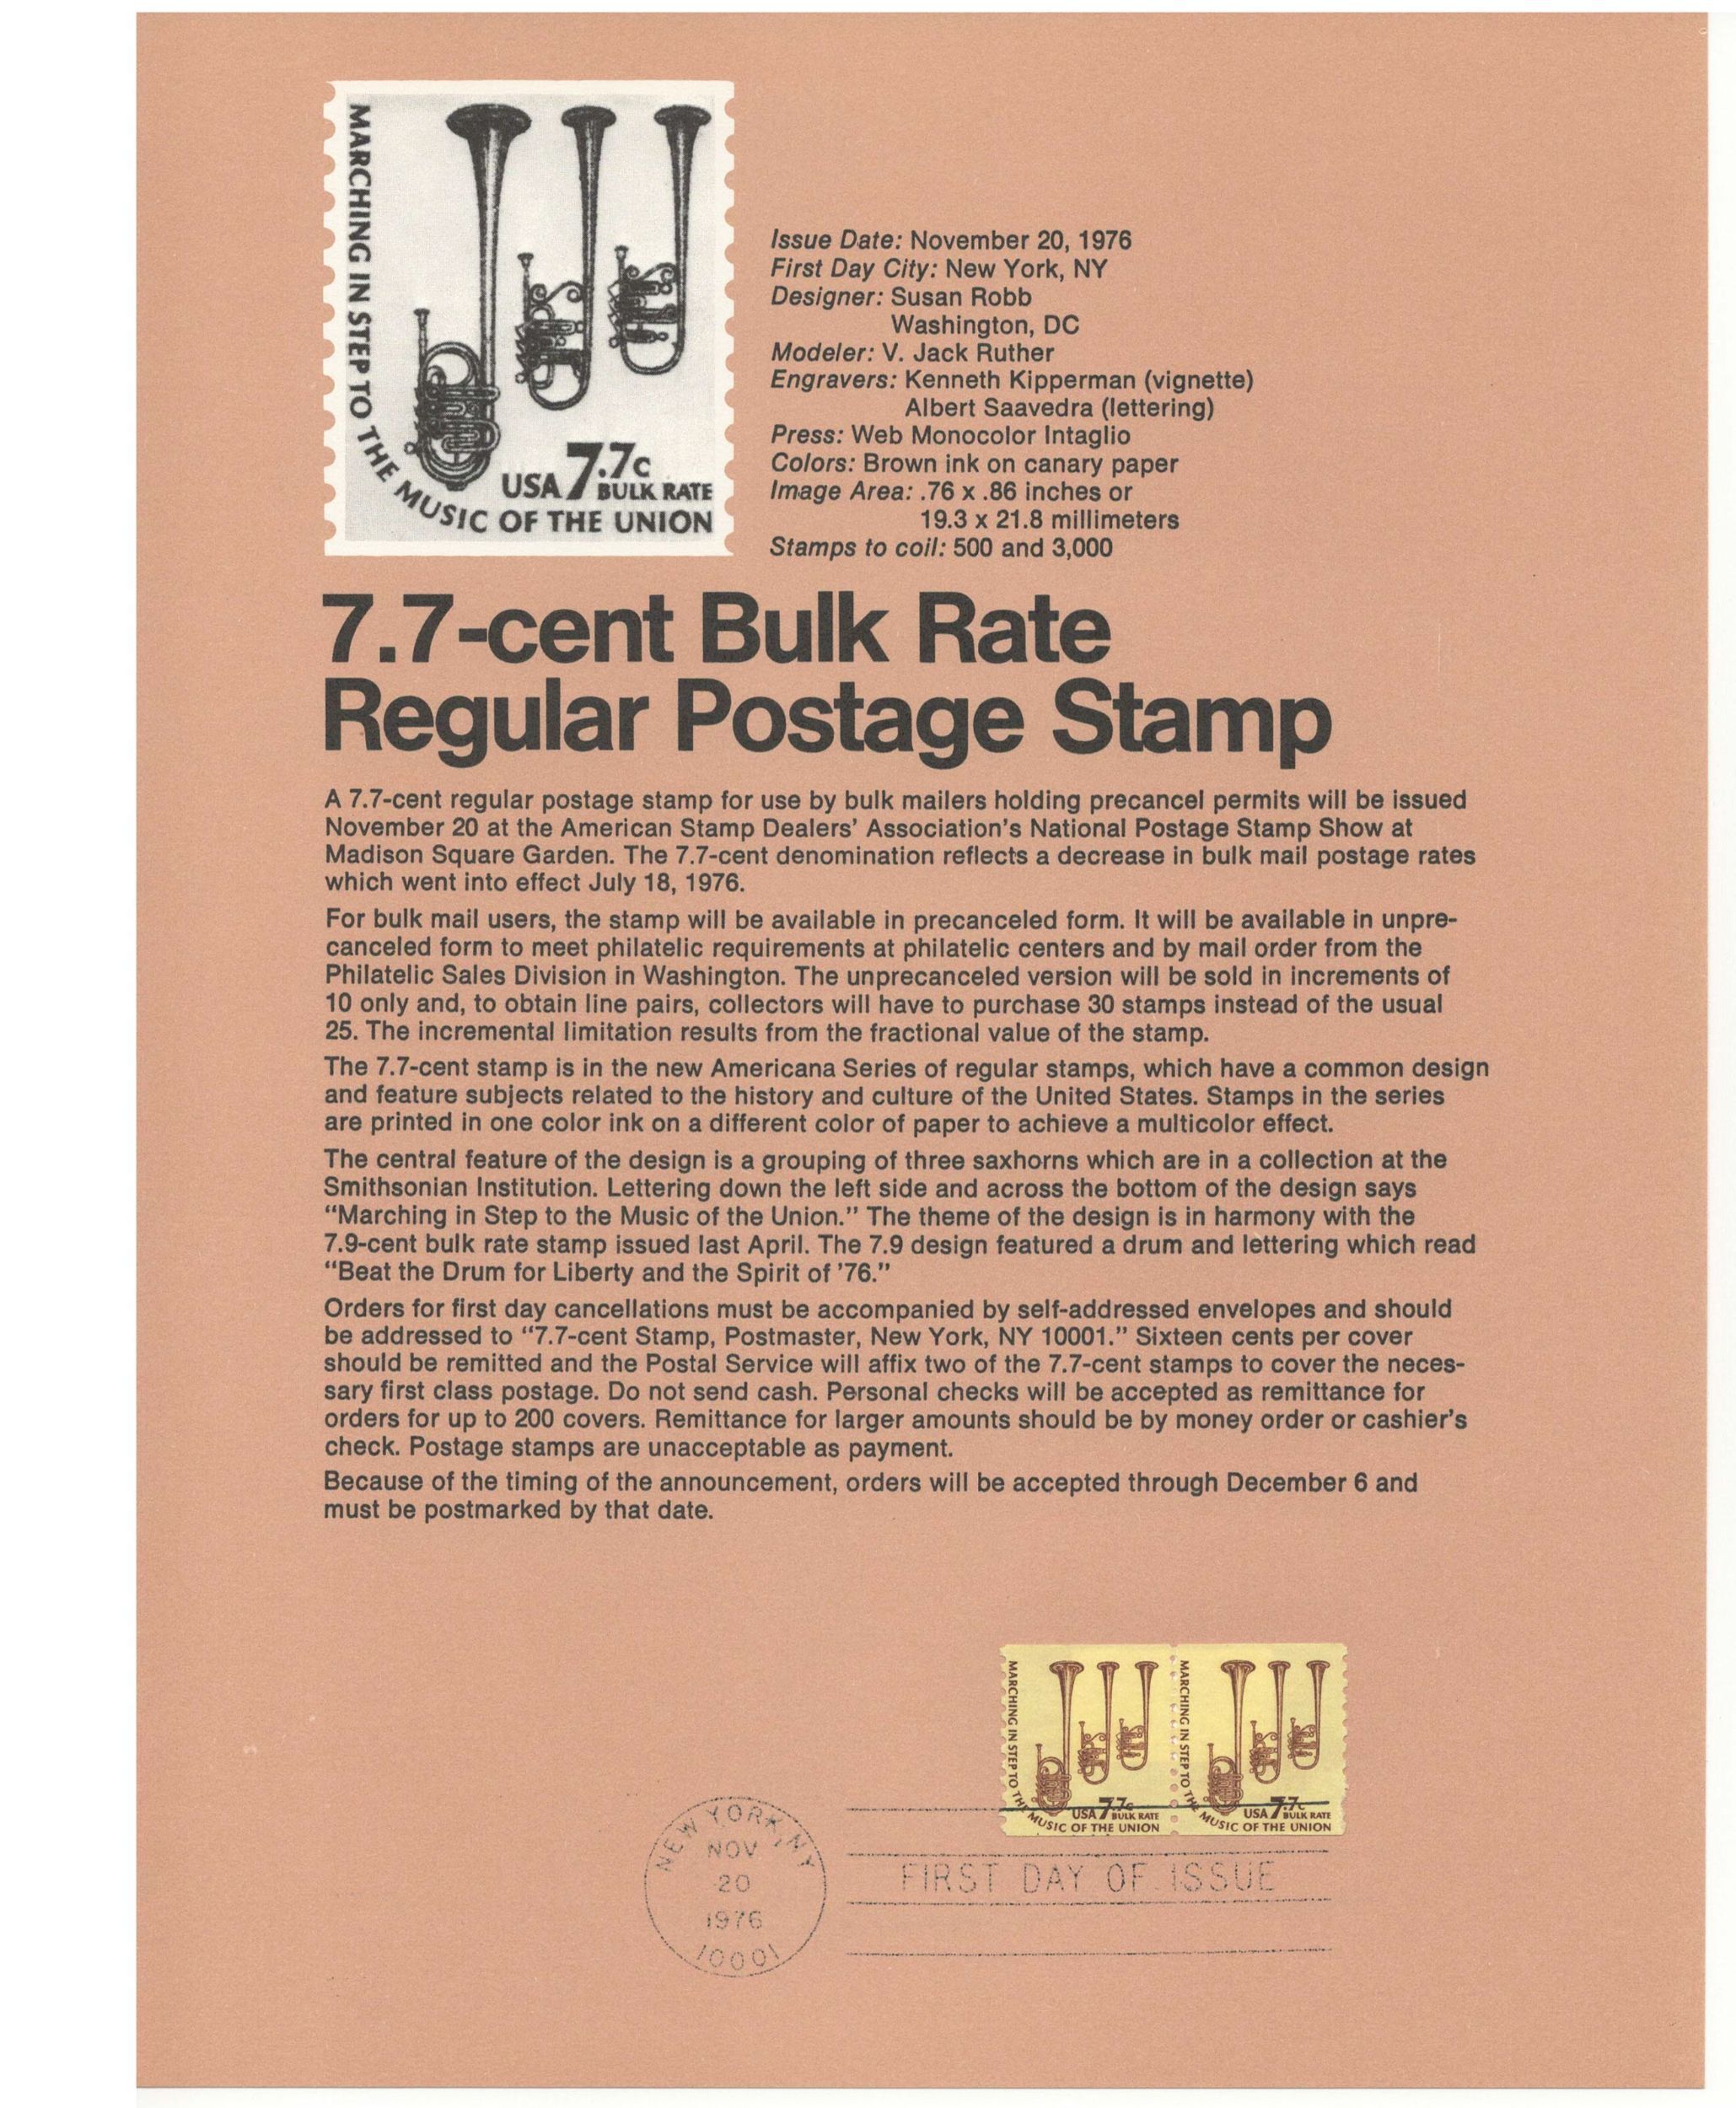 MARCHING IN STEP TO THE MUSIC OF THE UNION
USA 7.7c
BULK RATE
Issue Date: November 20, 1976
First Day City: New York, NY
Designer: Susan Robb
Washington, DC
Modeler: V. Jack Ruther
Engravers: Kenneth Kipperman (vignette)
Albert Saavedra (lettering)
Press: Web Monocolor Intaglio
Colors: Brown ink on canary paper
Image Area: .76 x .86 inches or
19.3 x 21.8 millimeters
Stamps to coil: 500 and 3,000
7.7-cent Bulk Rate
Regular Postage Stamp
A 7.7-cent regular postage stamp for use by bulk mailers holding precancel permits will be issued
November 20 at the American Stamp Dealers’ Association’s National Postage Stamp Show at
Madison Square Garden. The 7.7-cent denomination reflects a decrease in bulk mail postage rates
which went into effect July 18, 1976.
For bulk mail users, the stamp will be available in precanceled form. It will be available in unpre-
canceled form to meet philatelic requirements at philatelic centers and by mail order from the
Philatelic Sales Division in Washington. The unprecanceled version will be sold in increments of
10 only and, to obtain line pairs, collectors will have to purchase 30 stamps instead of the usual
25. The incremental limitation results from the fractional value of the stamp.
The 7.7-cent stamp is in the new Americana Series of regular stamps, which have a common design
and feature subjects related to the history and culture of the United States. Stamps in the series
are printed in one color ink on a different color of paper to achieve a multicolor effect.
The central feature of the design is a grouping of three saxhorns which are in a collection at the
Smithsonian Institution. Lettering down the left side and across the bottom of the design says
“Marching in Step to the Music of the Union.” The theme of the design is in harmony with the
7.9-cent bulk rate stamp issued last April. The 7.9 design featured a drum and lettering which read
“Beat the Drum for Liberty and the Spirit of ’76.”
Orders for first day cancellations must be accompanied by self-addressed envelopes and should
be addressed to “7.7-cent Stamp, Postmaster, New York, NY 10001.” Sixteen cents per cover
should be remitted and the Postal Service will affix two of the 7.7-cent stamps to cover the neces-
sary first class postage. Do not send cash. Personal checks will be accepted as remittance for
orders for up to 200 covers. Remittance for larger amounts should be by money order or cashier’s
check. Postage stamps are unacceptable as payment.
Because of the timing of the announcement, orders will be accepted through December 6 and
must be postmarked by that date.
MARCHING IN STEP TO THE MUSIC OF THE UNION
USA 7.7c
BULK RATE
MARCHING IN STEP TO THE MUSIC OF THE UNION
USA 7.7c
BULK RATE
NEW YORK, NY
NOV
20
1976
10001
FIRST DAY OF ISSUE